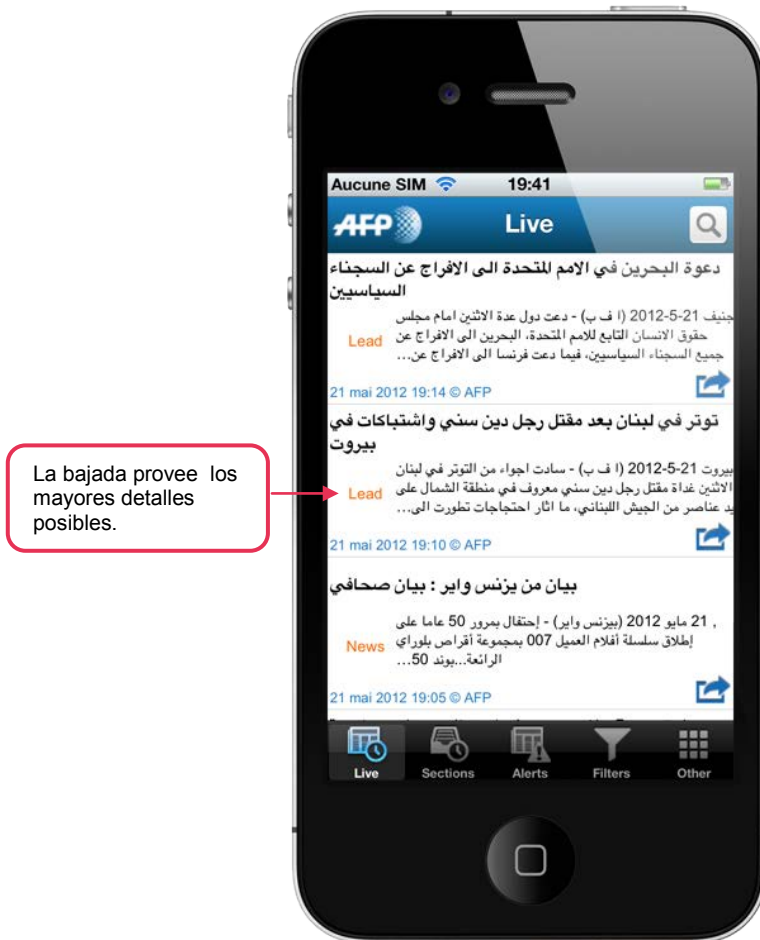 Aucune SIM 19:41
AFP Live
دعوة البحرين في الامم المتحدة الى الافراج عن السجناء
السياسيين
جنيف 21-5-2012 (ا ف ب) - دعت دول عدة الاثنين امام مجلس
حقوق الانسان التابع للامم المتحدة، البحرين الى الافراج عن
Lead
جميع السجناء السياسيين، فيما دعت فرنسا الى الافراج عن...
21 mai 2012 19:14 © AFP
توتر في لبنان بعد مقتل رجل دين سني واشتباكات في
بيروت
بيروت 21-5-2012 (ا ف ب) - سادت اجواء من التوتر في لبنان
الاثنين غداة مقتل رجل دين سني معروف في منطقة الشمال على
Lead
يد عناصر من الجيش اللبناني، ما اثار احتجاجات تطورت الى...
21 mai 2012 19:10 © AFP
بيان من يزنس واير : بيان صحافي
, 21 مايو 2012 (بيزنس واير) - إحتفال بمرور 50 عاما على
إطلاق سلسلة أفلام العميل 007 بمجموعة أقراص بلوراي
News
الرائعة...بوند 50...
21 mai 2012 19:05 © AFP
Live Sections Alerts Filters Other
La bajada provee los
mayores detalles
posibles.